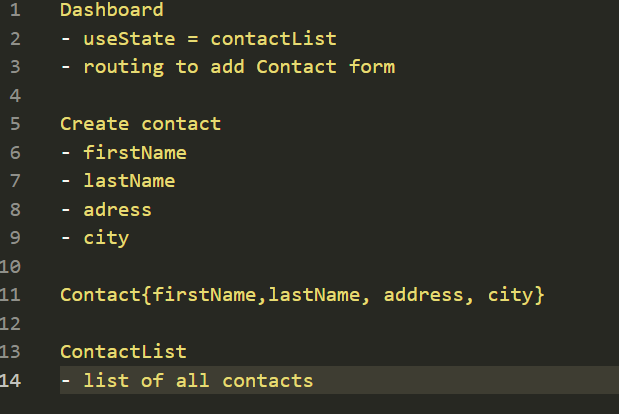 1 Dashboard
2 - useState = contactList
3 - routing to add Contact form
4
5 Create contact
6 - firstName
7 - lastName
8 - adress
9 - city
10
11 Contact{firstName,lastName, address, city}
12
13 ContactList
14 - list of all contacts